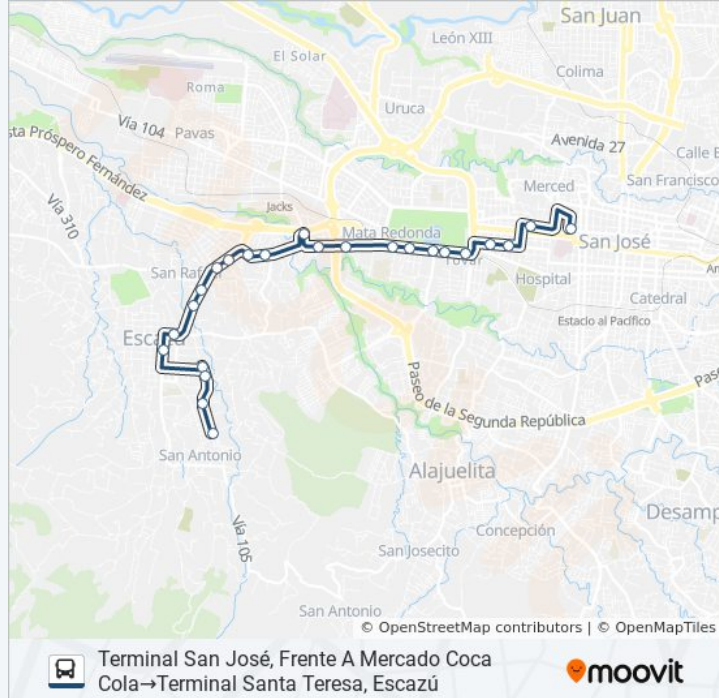 San Juan
León XIII
El Solar
Colima
Roma
Uruca
Vía 104
Pavas
Avenida 27
sta Próspero Fernández
Calle B
San Francisco
Merced
Vía 310
Jacks
Mata Redonda
San José
Tovar
San Rafael
Hospital
Catedral
Estacio al Pacífico
Escazú
Paseo de la Segunda República
Pase
San Antonio
Alajuelita
Desamp
Vía 105
Concepción
San Josecito
San Antonio
© OpenStreetMap contributors | © OpenMapTiles
Terminal San José, Frente A Mercado Coca
Cola→Terminal Santa Teresa, Escazú
moovit